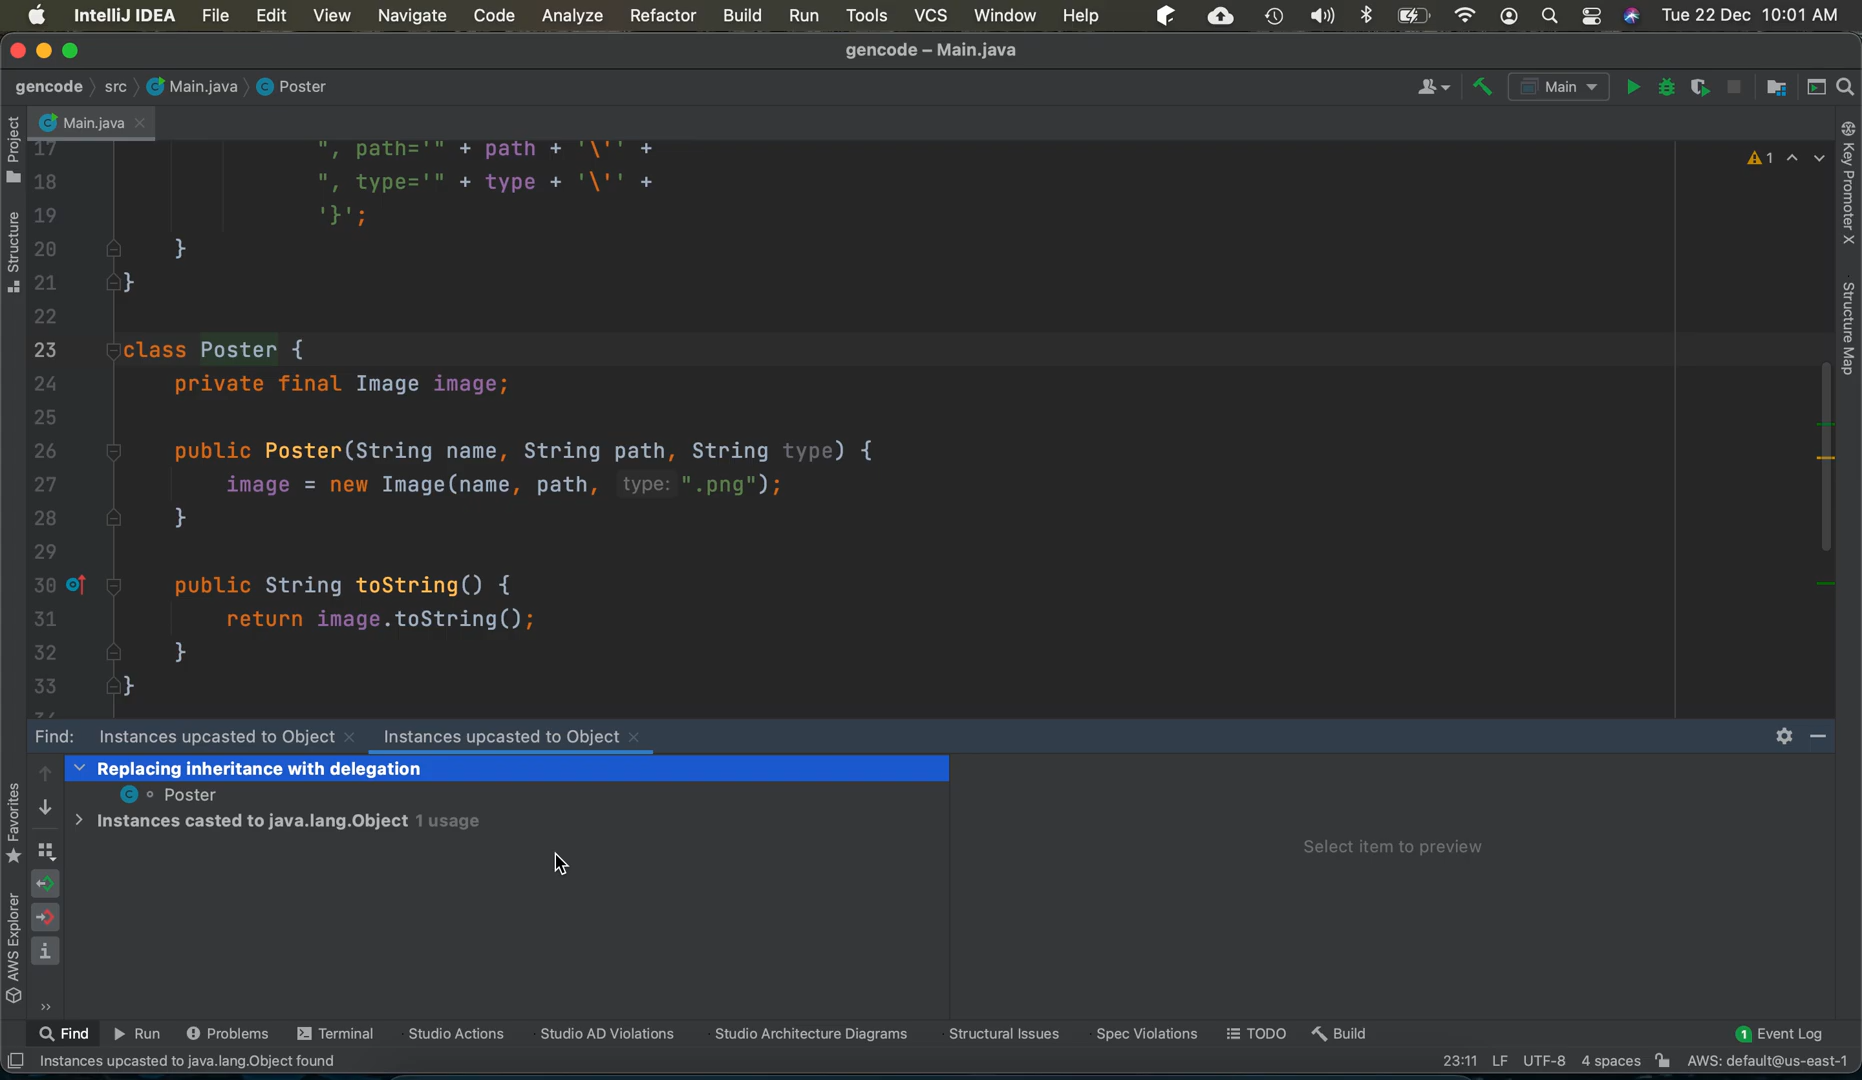 IntelliJ IDEA File Edit View Navigate Code Analyze Refactor Build Run Tools VCS Window Help Tue 22 Dec 10:01 AM
gencode – Main.java
gencode src Main.java Poster
Main
Main.java
17 ", path='" + path + '\'' +
18 ", type='" + type + '\'' +
19 '}';
20 }
21 }
22
23 class Poster {
24 private final Image image;
25
26 public Poster(String name, String path, String type) {
27 image = new Image(name, path, type: ".png");
28 }
29
30 public String toString() {
31 return image.toString();
32 }
33 }
1
Project
Structure
Favorites
AWS Explorer
Key Promoter X
Structure Map
Find: Instances upcasted to Object Instances upcasted to Object
Replacing inheritance with delegation
Poster
Instances casted to java.lang.Object 1 usage
Select item to preview
Find Run Problems Terminal Studio Actions Studio AD Violations Studio Architecture Diagrams Structural Issues Spec Violations TODO Build 1 Event Log
Instances upcasted to java.lang.Object found 23:11 LF UTF-8 4 spaces AWS: default@us-east-1